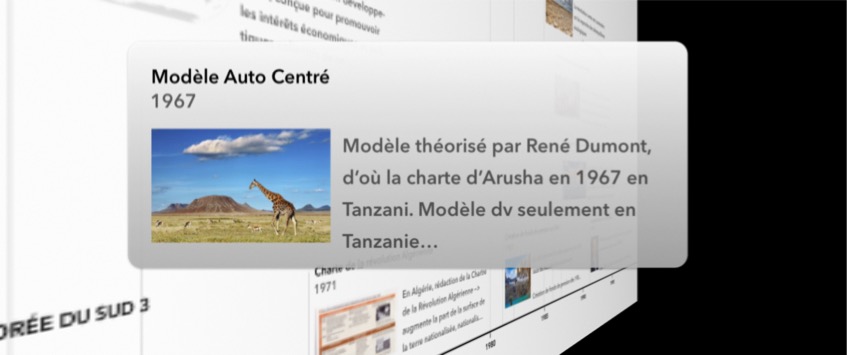 développe-
conçue pour promouvoir
les intérêts économiq
tiques
Modèle Auto Centré
1967
Modèle théorisé par René Dumont,
d'où la charte d'Arusha en 1967 en
Tanzani. Modèle dv seulement en
Tanzanie…
Charte de la révolution Algérienne
1971
En Algérie, rédaction de la Charte
de la Révolution Algérienne –>
augmente la part de la surface de
la terre nationalisée, nationalis...
ORÉE DU SUD 3
1980